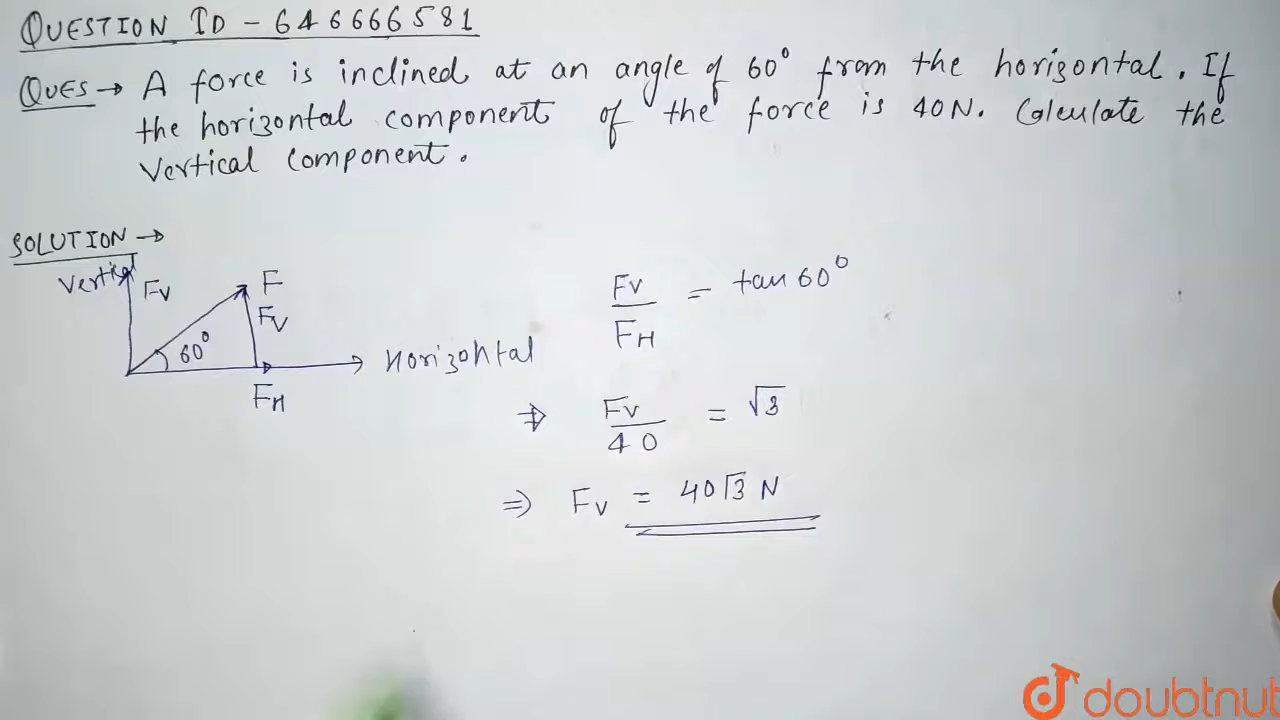 QUESTION ID - 646666581
QUES → A force is inclined at an angle of 60° from the horizontal. If
the horizontal component of the force is 40N. Calculate the
Vertical component.
SOLUTION →
Vertical
Fv
F
Fv
60°
Horizontal
FH
Fv/FH = tan 60°
⇒ Fv/40 = √3
⇒ Fv = 40√3 N
doubtnut